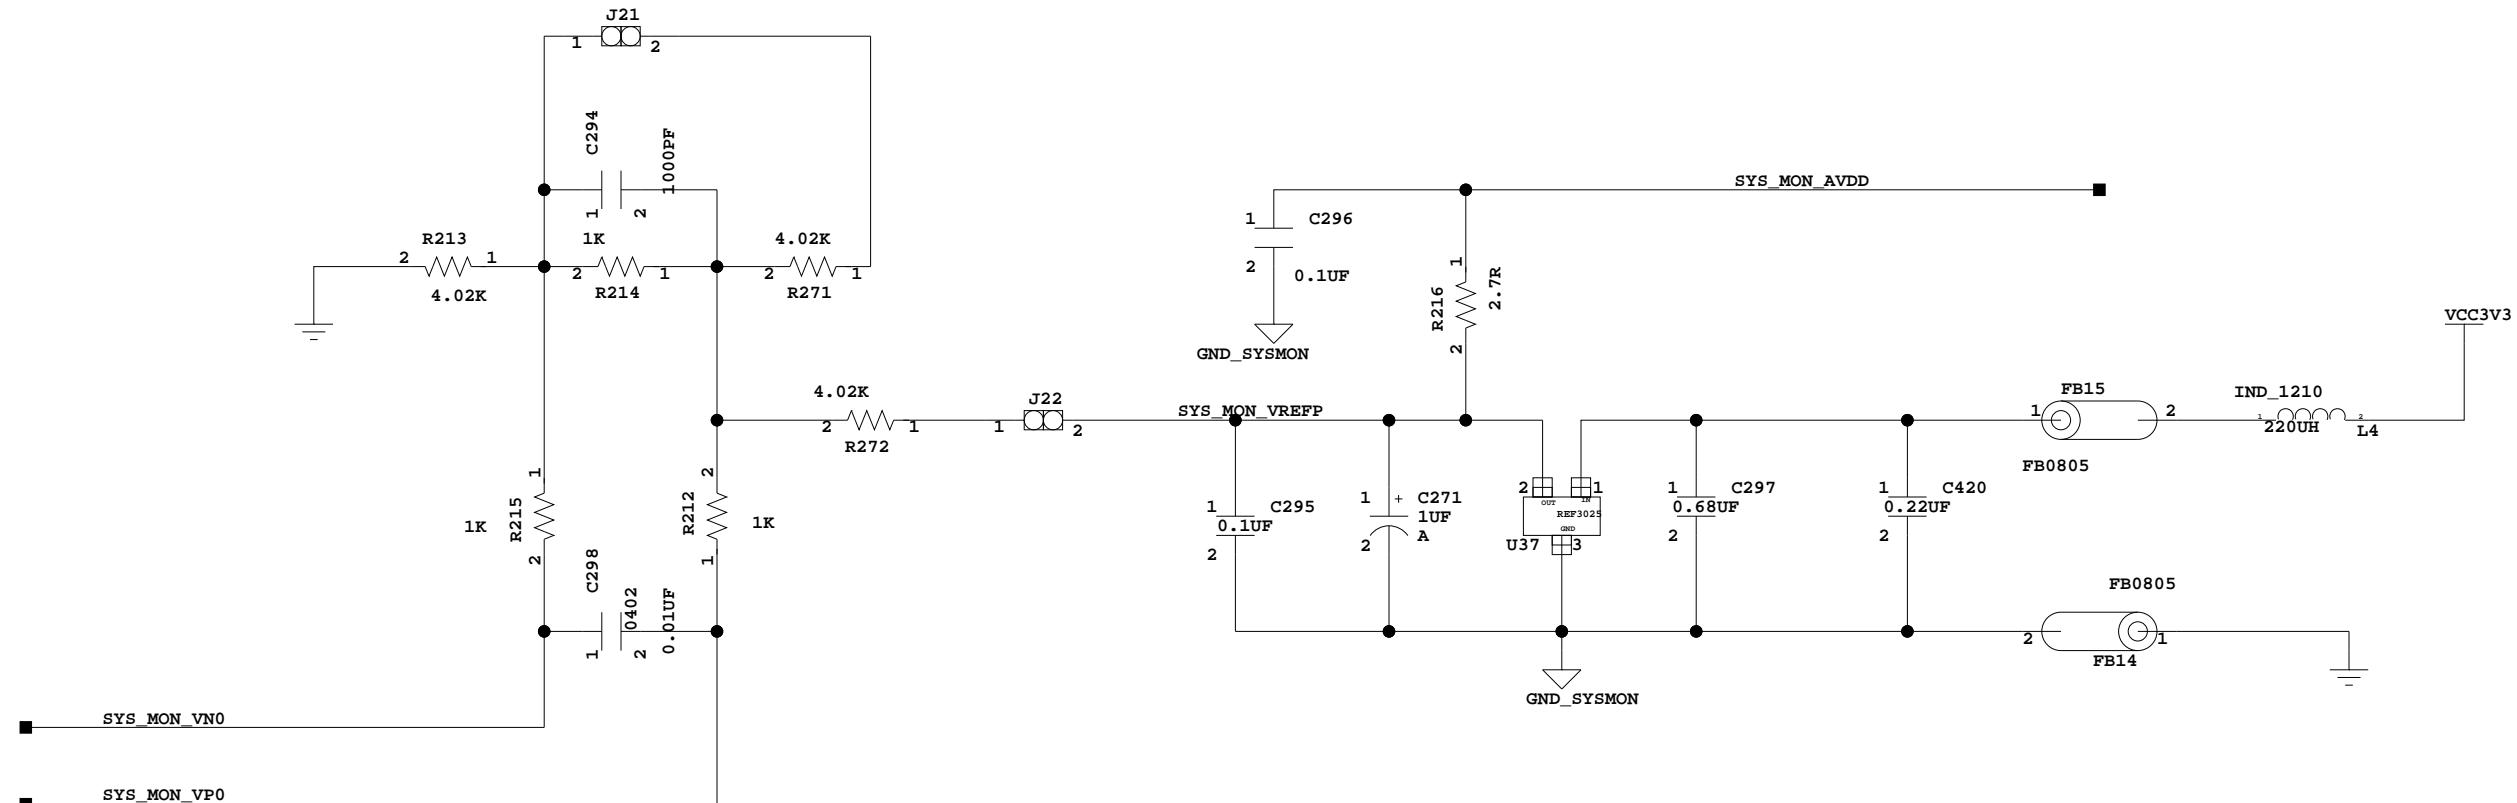 J21
1
2
C294
1000PF
1
2
SYS_MON_AVDD
1
C296
2
0.1UF
GND_SYSMON
R213
2
1
4.02K
1K
2
1
R214
4.02K
2
1
R271
1
R216
2.7R
2
VCC3V3
4.02K
2
1
R272
J22
1
2
SYS_MON_VREFP
FB15
1
2
FB0805
IND_1210
1
2
220UH
L4
1
R215
1K
2
2
R212
1K
1
1
C295
0.1UF
2
1
+
C271
1UF
A
2
2
1
OUT
IN
REF3025
GND
U37
3
1
C297
0.68UF
2
1
C420
0.22UF
2
C298
0402
0.01UF
1
2
FB0805
2
1
FB14
GND_SYSMON
SYS_MON_VN0
SYS_MON_VP0